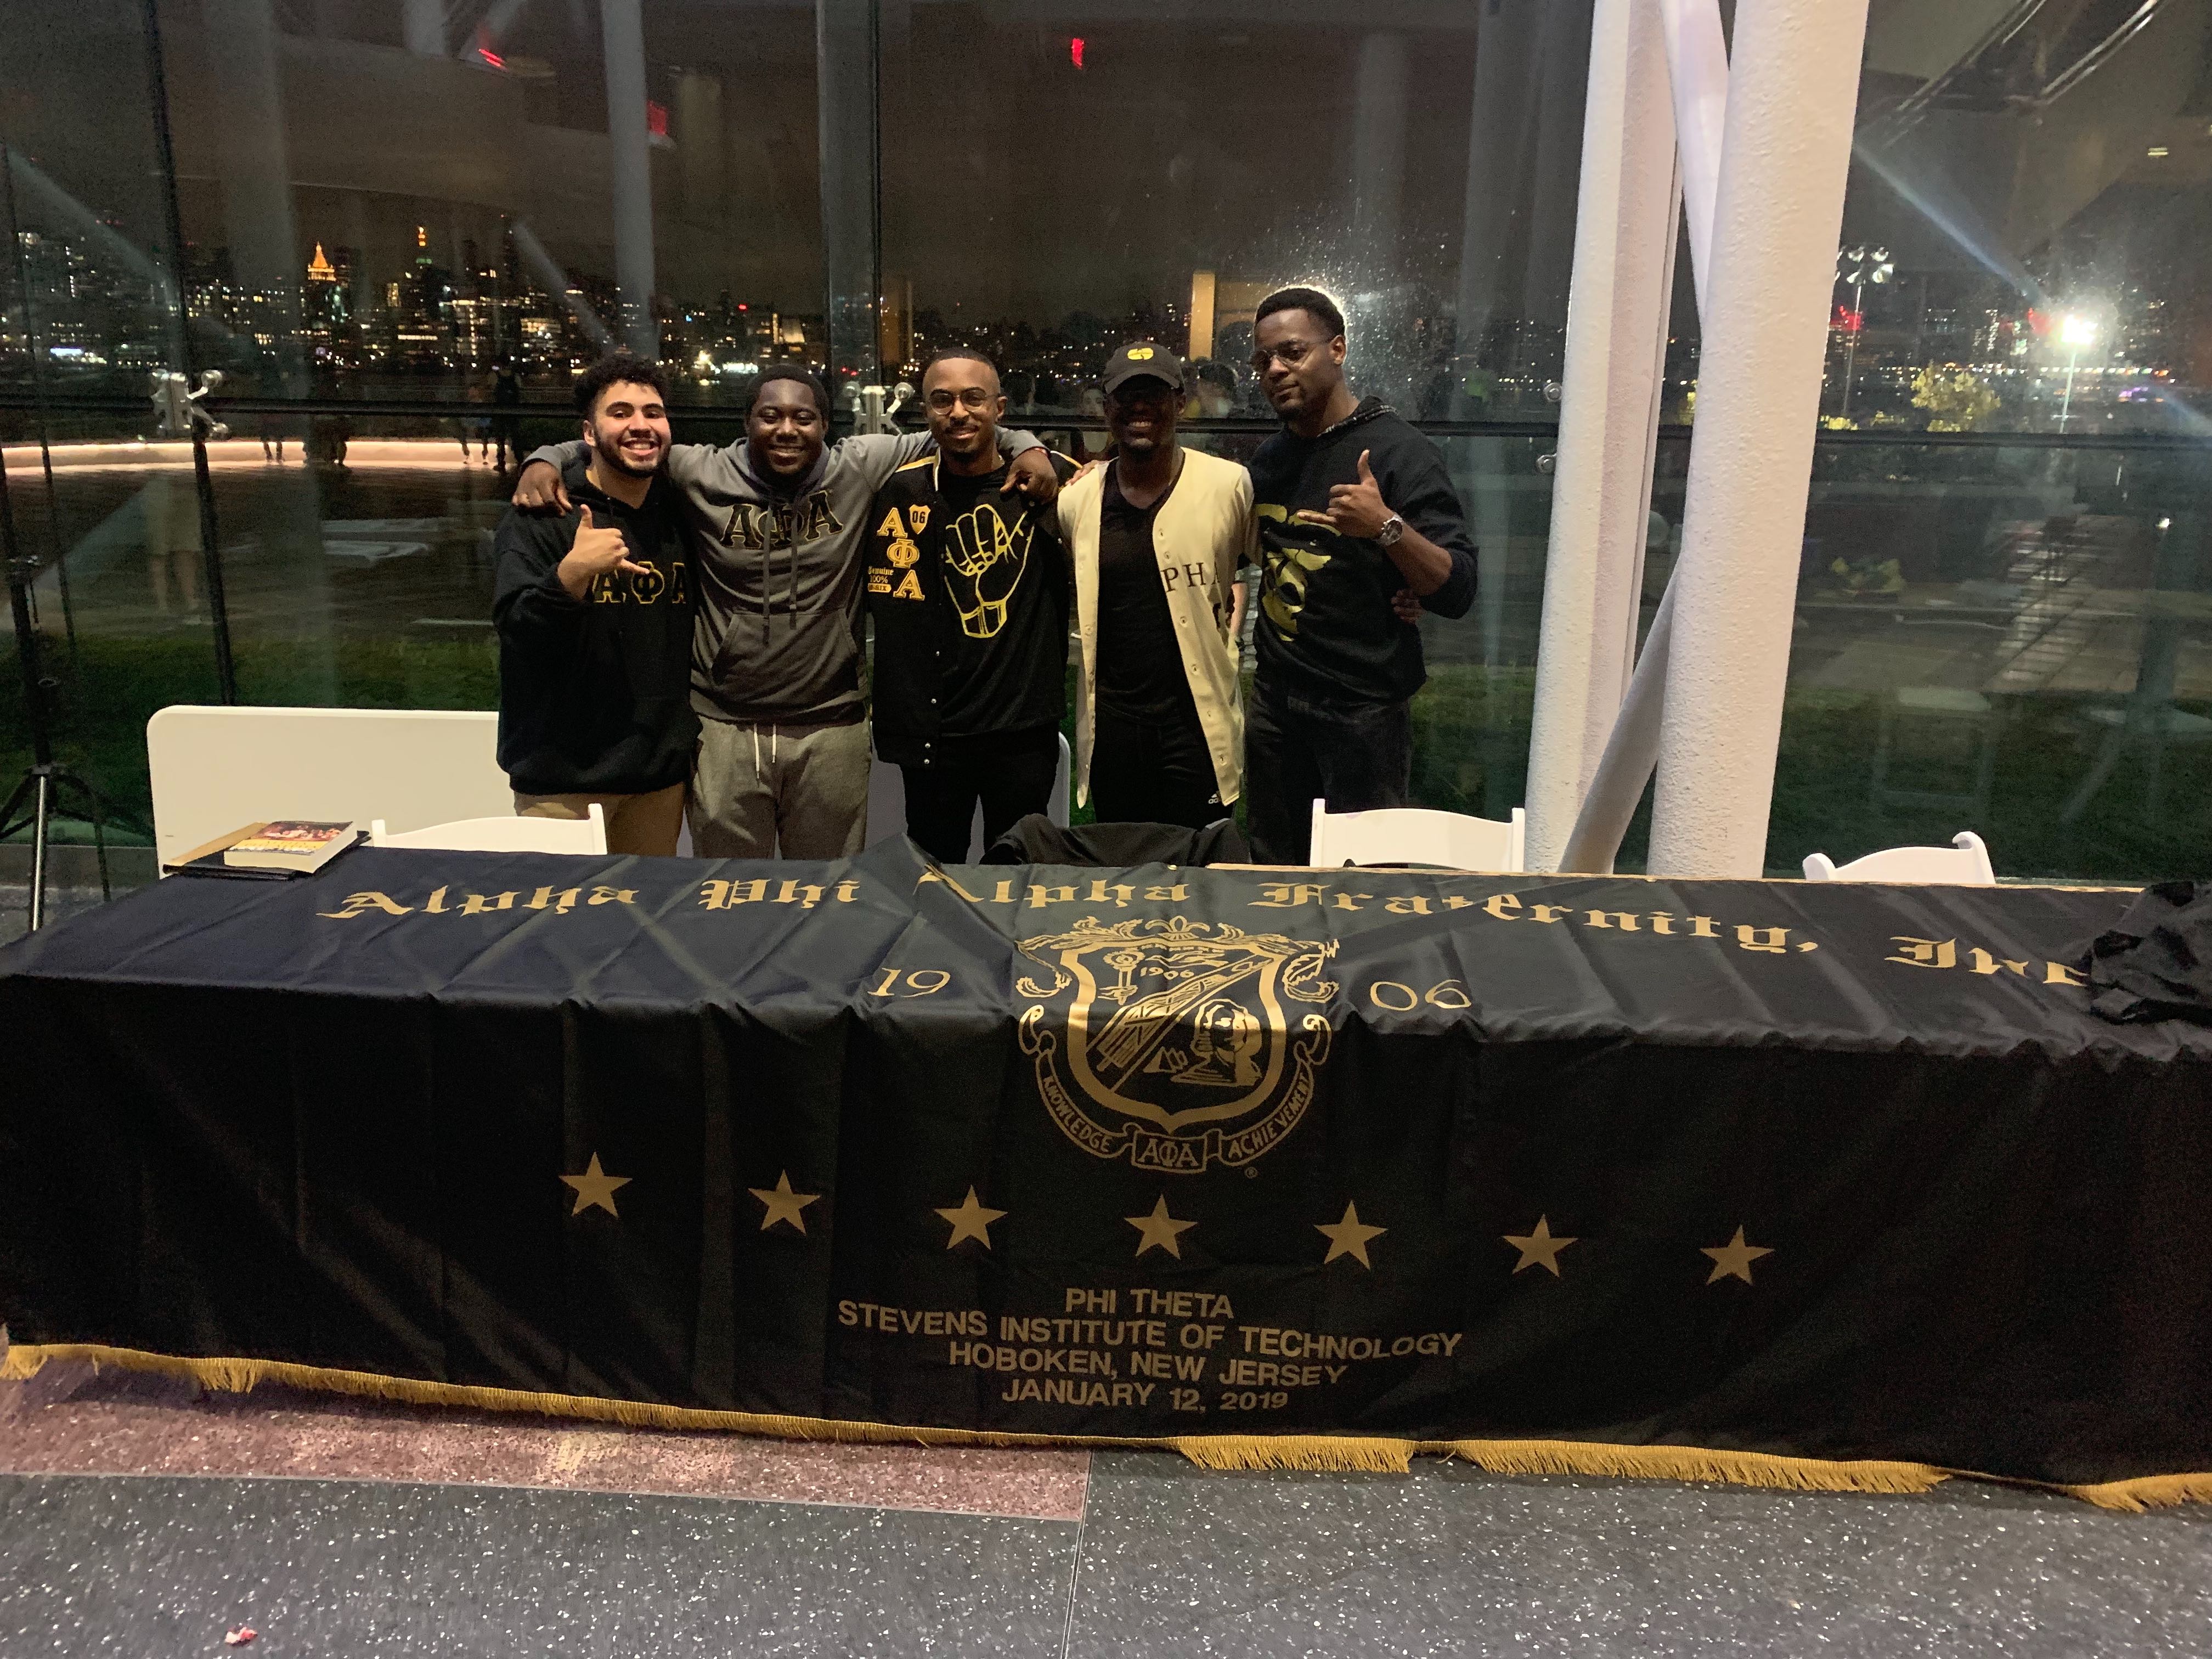 ΑΦΑ
ΑΦΑ
Α
06
Φ
Genuine
100%
Α
PH
Alpha Phi Alpha Fraternity, Inc
19
06
1906
KNOWLEDGE
ΑΦΑ
ACHIEVEMENT
®
PHI THETA
STEVENS INSTITUTE OF TECHNOLOGY
HOBOKEN, NEW JERSEY
JANUARY 12, 2019